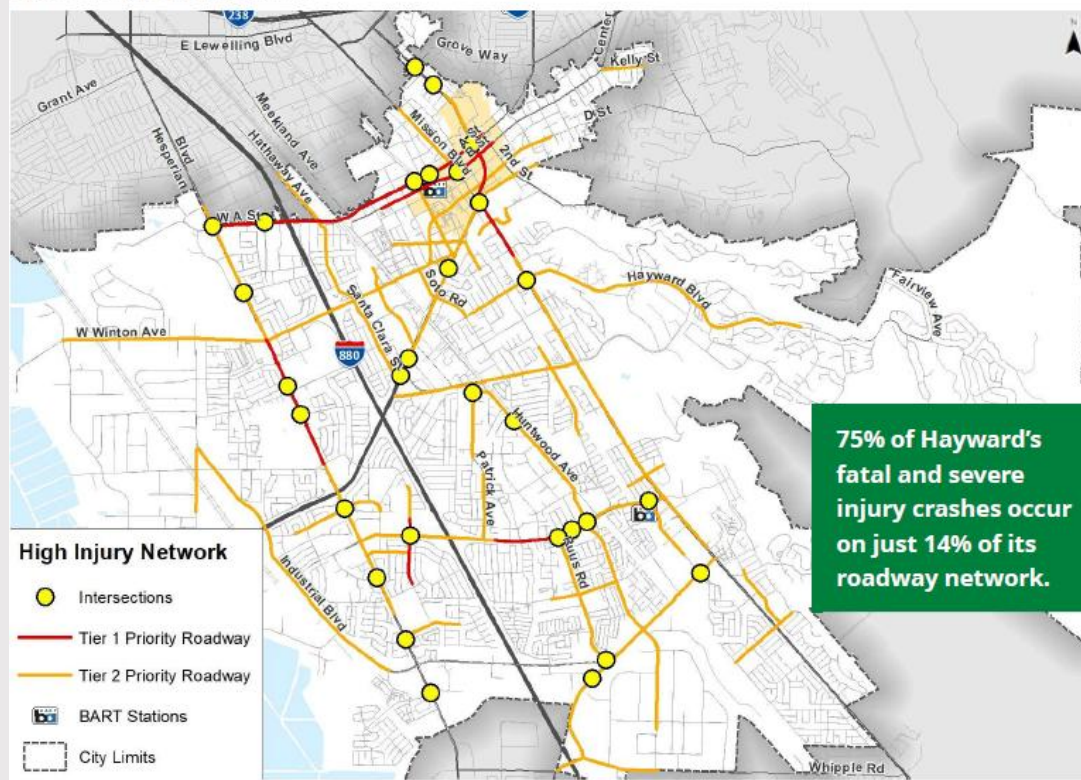 238
E Lewelling Blvd
Grove Way
Center
Kelly St
Grant Ave
Meekland Ave
Hathaway Ave
Hesperian
Blvd
Mission Blvd
D St
2nd St
N
W A St
Soto Rd
Hayward Blvd
Fairview Ave
Santa Clara St
W Winton Ave
880
Huntwood Ave
Patrick Ave
Ruus Rd
Industrial Blvd
Whipple Rd
75% of Hayward's
fatal and severe
injury crashes occur
on just 14% of its
roadway network.
High Injury Network
Intersections
Tier 1 Priority Roadway
Tier 2 Priority Roadway
ba
BART Stations
City Limits